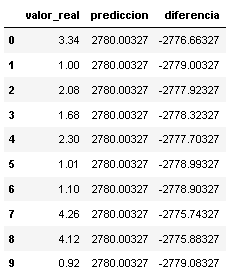 valor_real prediccion diferencia
0 3.34 2780.00327 -2776.66327
1 1.00 2780.00327 -2779.00327
2 2.08 2780.00327 -2777.92327
3 1.68 2780.00327 -2778.32327
4 2.30 2780.00327 -2777.70327
5 1.01 2780.00327 -2778.99327
6 1.10 2780.00327 -2778.90327
7 4.26 2780.00327 -2775.74327
8 4.12 2780.00327 -2775.88327
9 0.92 2780.00327 -2779.08327